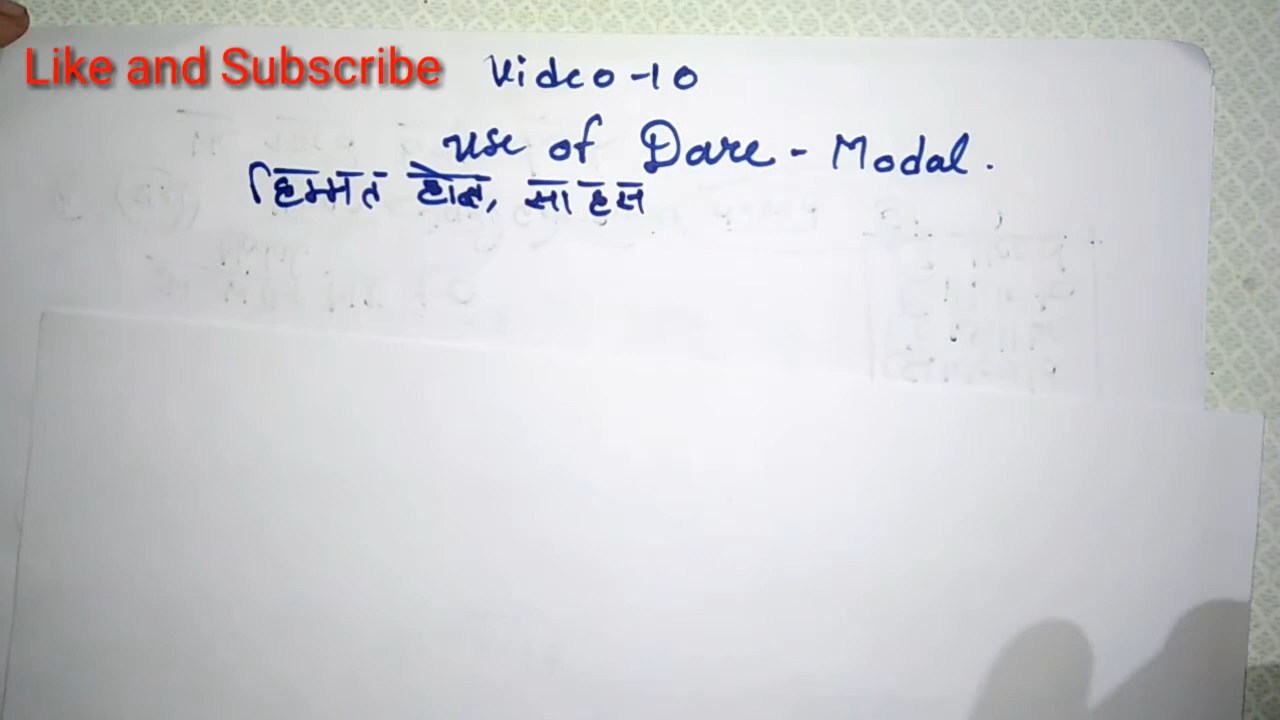 Like and Subscribe
Video-10
use of Dare - Modal.
हिम्मत होना, साहस